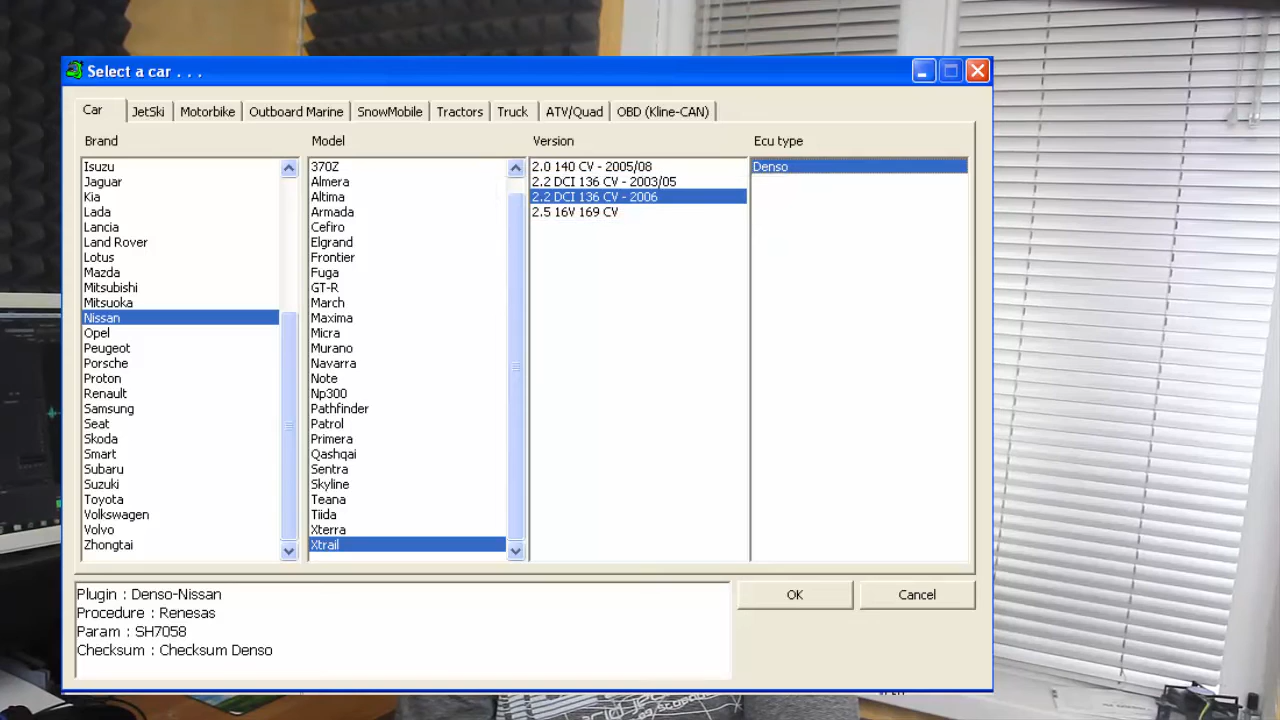 Select a car . . .
Car JetSki Motorbike Outboard Marine SnowMobile Tractors Truck ATV/Quad OBD (Kline-CAN)
Brand
Isuzu
Jaguar
Kia
Lada
Lancia
Land Rover
Lotus
Mazda
Mitsubishi
Mitsuoka
Nissan
Opel
Peugeot
Porsche
Proton
Renault
Samsung
Seat
Skoda
Smart
Subaru
Suzuki
Toyota
Volkswagen
Volvo
Zhongtai
Model
370Z
Almera
Altima
Armada
Cefiro
Elgrand
Frontier
Fuga
GT-R
March
Maxima
Micra
Murano
Navarra
Note
Np300
Pathfinder
Patrol
Primera
Qashqai
Sentra
Skyline
Teana
Tiida
Xterra
Xtrail
Version
2.0 140 CV - 2005/08
2.2 DCI 136 CV - 2003/05
2.2 DCI 136 CV - 2006
2.5 16V 169 CV
Ecu type
Denso
Plugin : Denso-Nissan
Procedure : Renesas
Param : SH7058
Checksum : Checksum Denso
OK
Cancel